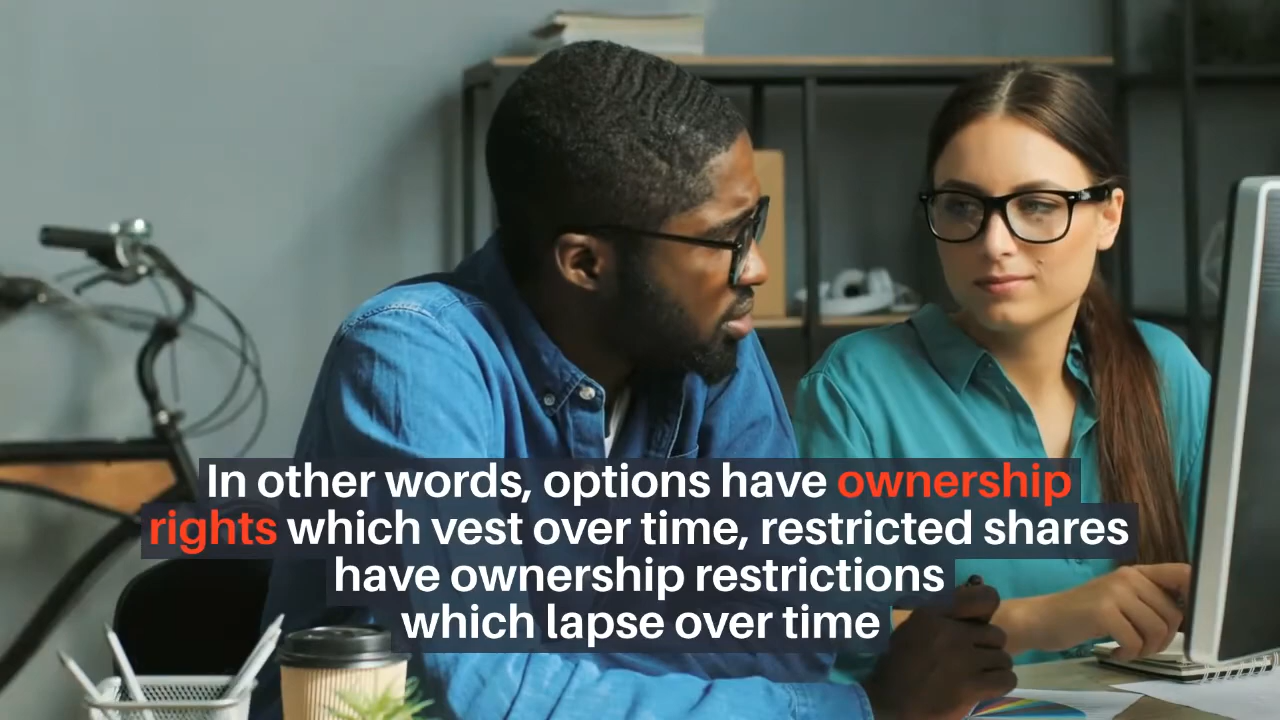 In other words, options have ownership
rights which vest over time, restricted shares
have ownership restrictions
which lapse over time